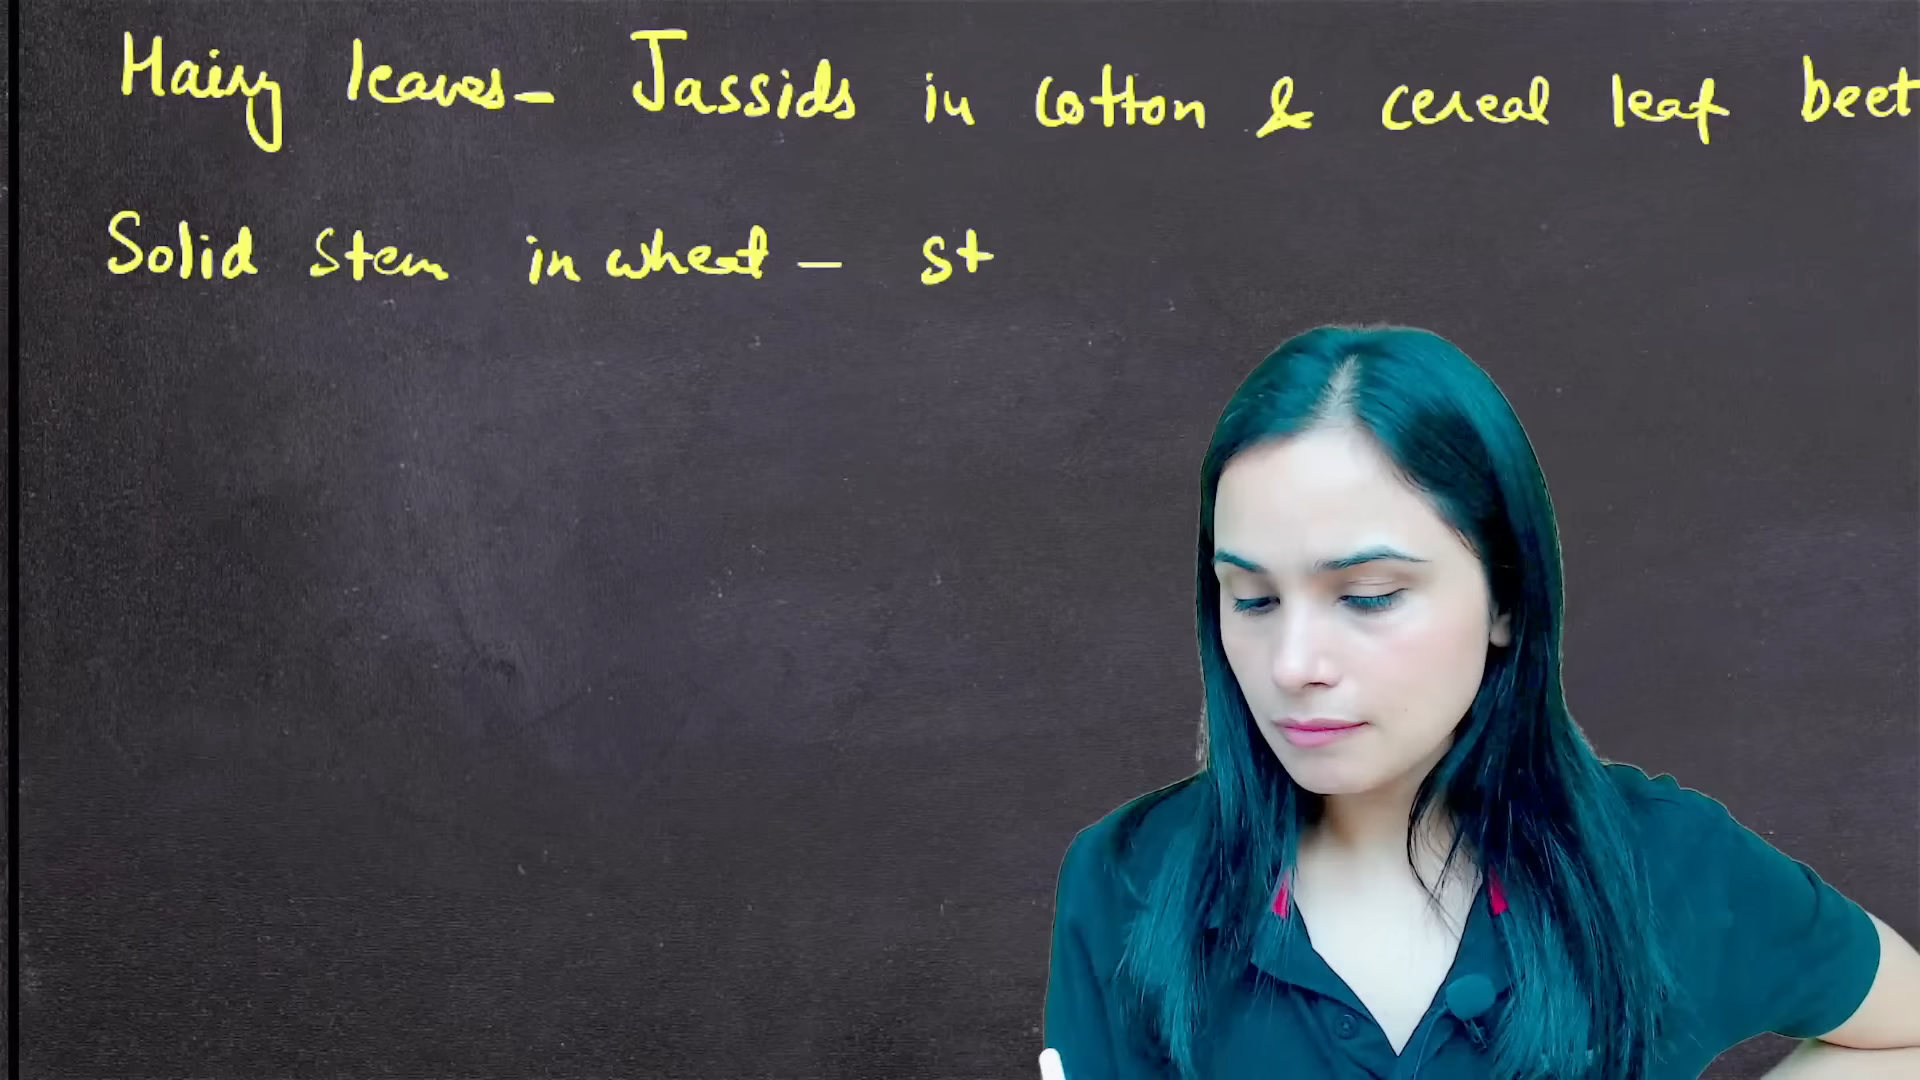 Hairy leaves - Jassids in cotton & cereal leaf beet
Solid stem in wheat - st